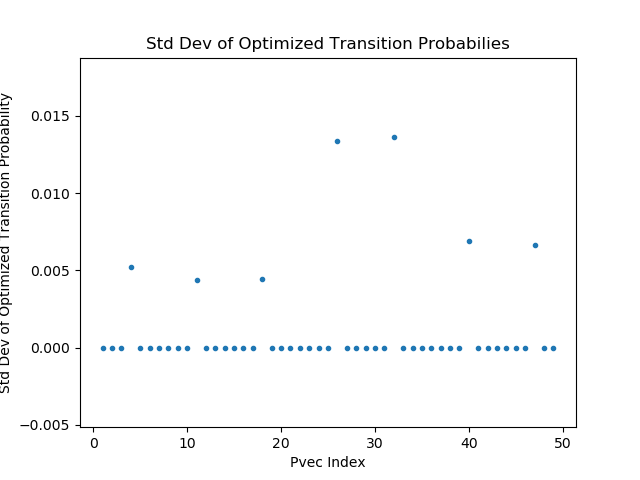 Std Dev of Optimized Transition Probabilies
Std Dev of Optimized Transition Probability
0.015
0.010
0.005
0.000
−0.005
0 10 20 30 40 50
Pvec Index